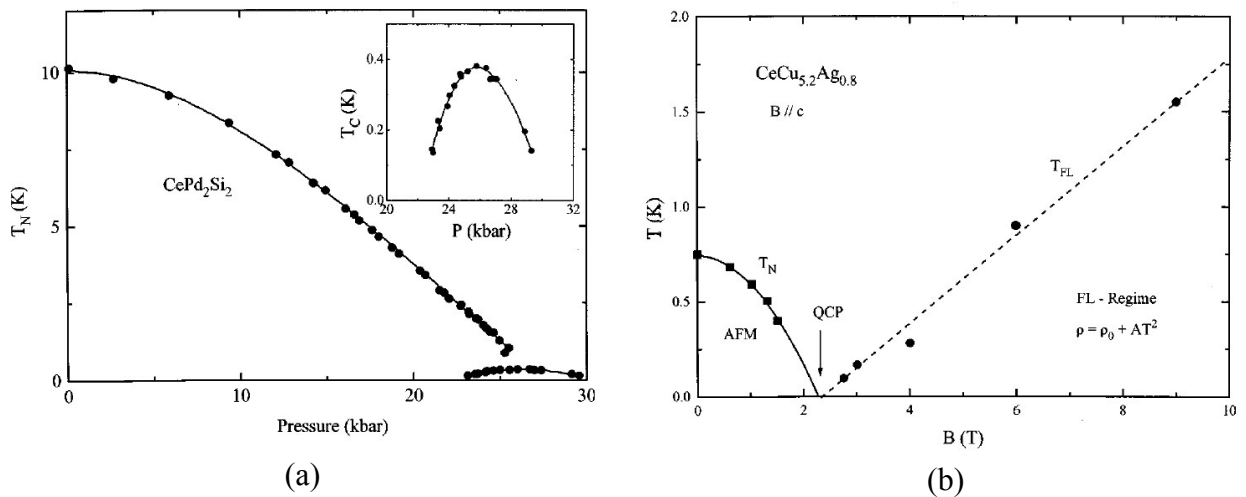 10
5
0
T_N (K)
CePd₂Si₂
0.4
0.2
0.0
T_C (K)
20 24 28 32
P (kbar)
0 10 20 30
Pressure (kbar)
(a)
2.0
1.5
1.0
0.5
0.0
T (K)
CeCu₅.₂Ag₀.₈
B // c
T_FL
T_N
QCP
AFM
FL - Regime
ρ = ρ₀ + AT²
0 2 4 6 8 10
B (T)
(b)